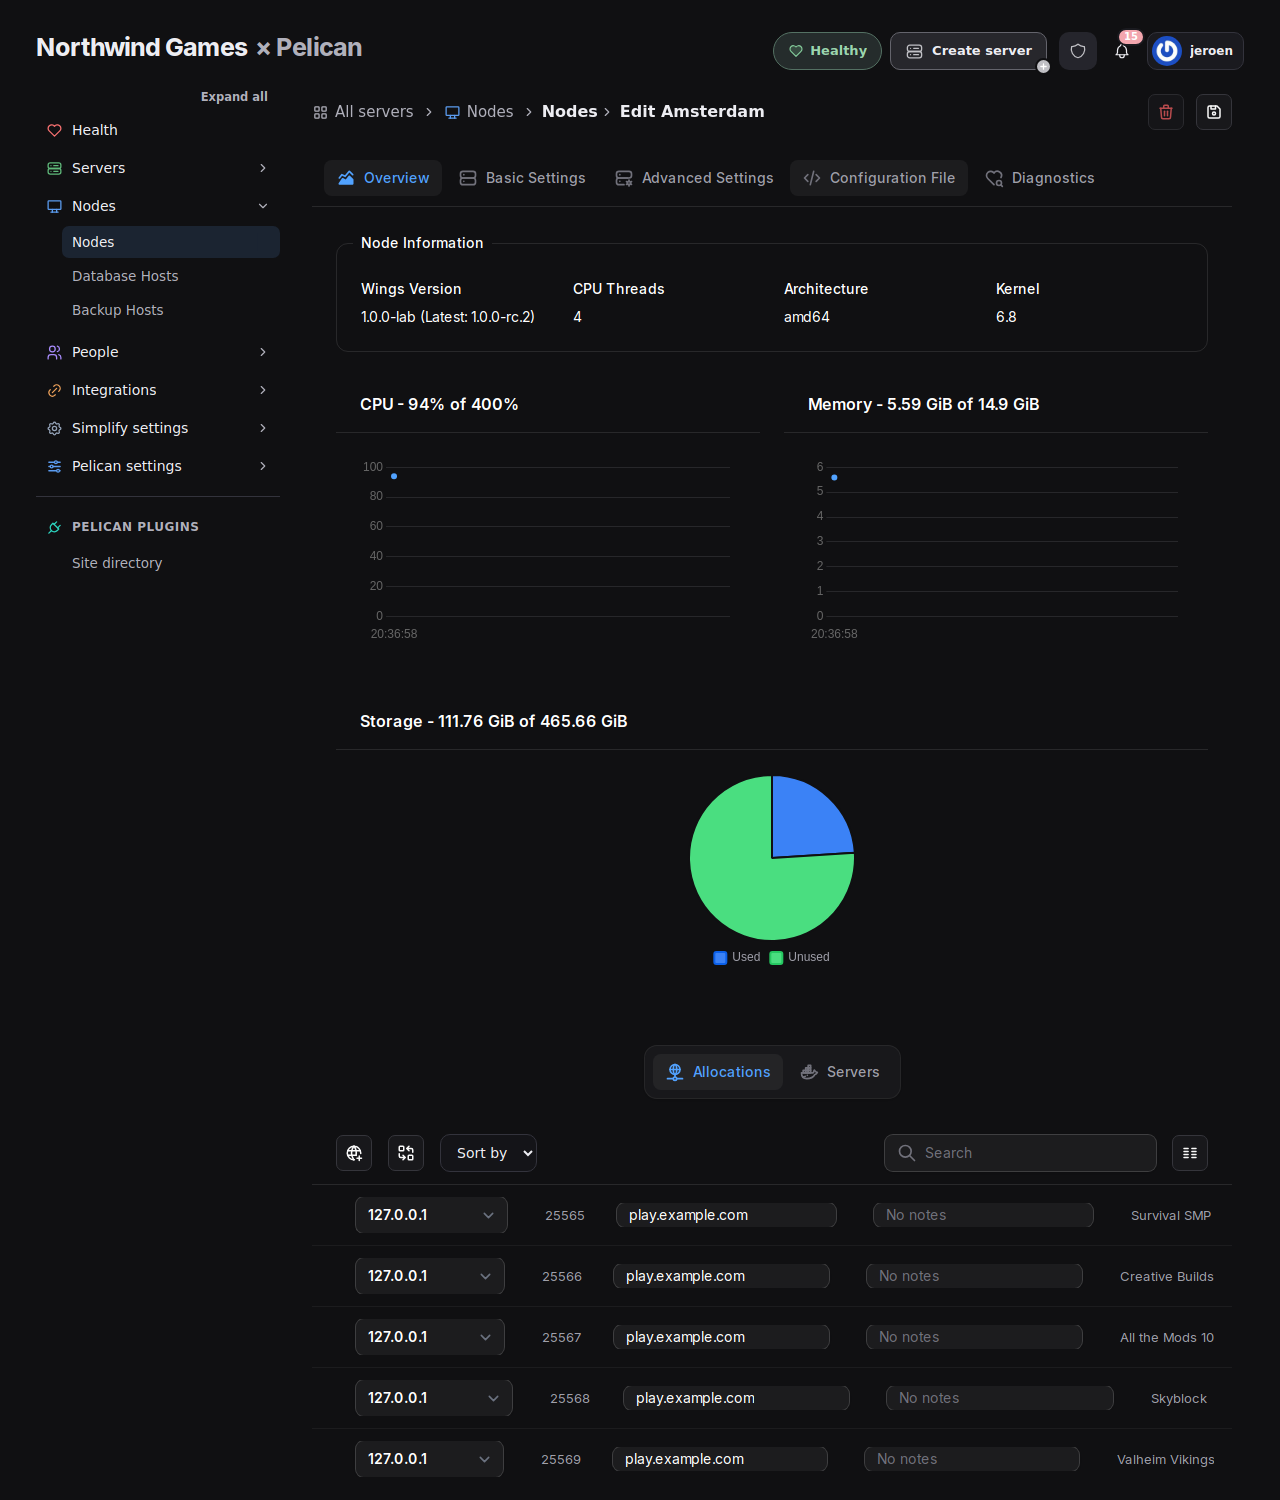 Northwind Games × Pelican
Healthy
Create server
15
jeroen
Expand all
Health
Servers
Nodes
Nodes
Database Hosts
Backup Hosts
People
Integrations
Simplify settings
Pelican settings
PELICAN PLUGINS
Site directory
All servers > Nodes > Nodes > Edit Amsterdam
Overview
Basic Settings
Advanced Settings
Configuration File
Diagnostics
Node Information
Wings Version CPU Threads Architecture Kernel
1.0.0-lab (Latest: 1.0.0-rc.2) 4 amd64 6.8
CPU - 94% of 400%
100
80
60
40
20
0
20:36:58
Memory - 5.59 GiB of 14.9 GiB
6
5
4
3
2
1
0
20:36:58
Storage - 111.76 GiB of 465.66 GiB
Used Unused
Allocations Servers
Sort by
Search
127.0.0.1 25565 play.example.com No notes Survival SMP
127.0.0.1 25566 play.example.com No notes Creative Builds
127.0.0.1 25567 play.example.com No notes All the Mods 10
127.0.0.1 25568 play.example.com No notes Skyblock
127.0.0.1 25569 play.example.com No notes Valheim Vikings